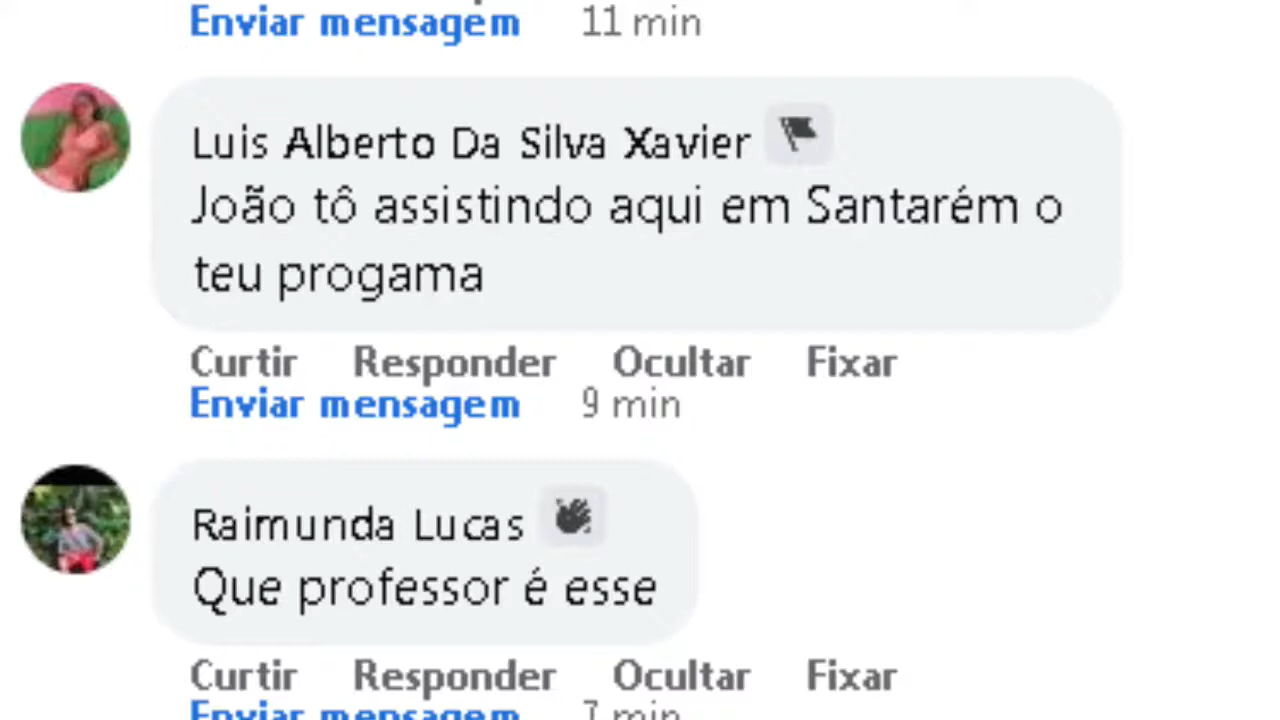 Enviar mensagem 11 min
Luis Alberto Da Silva Xavier
João tô assistindo aqui em Santarém o
teu progama
Curtir Responder Ocultar Fixar
Enviar mensagem 9 min
Raimunda Lucas
Que professor é esse
Curtir Responder Ocultar Fixar
Enviar mensagem 7 min